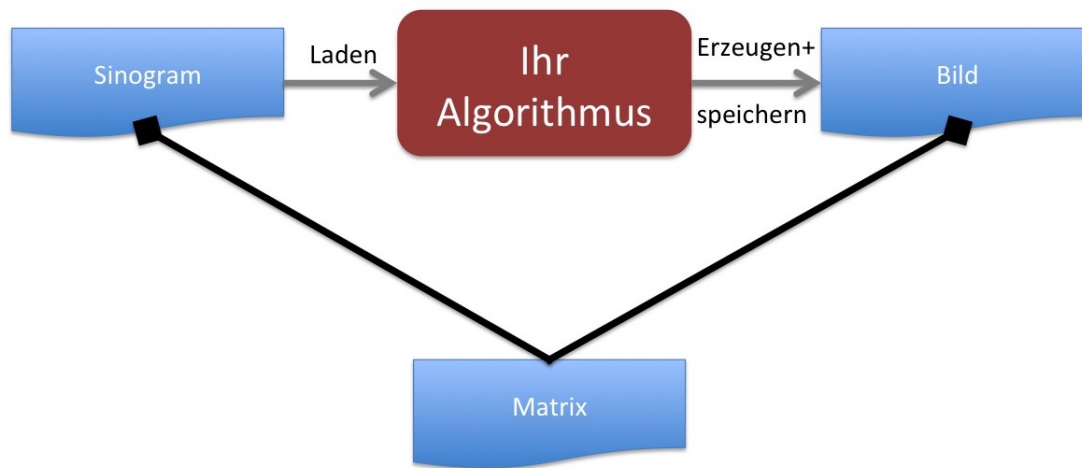 Sinogram
Laden
Ihr
Algorithmus
Erzeugen+
speichern
Bild
Matrix